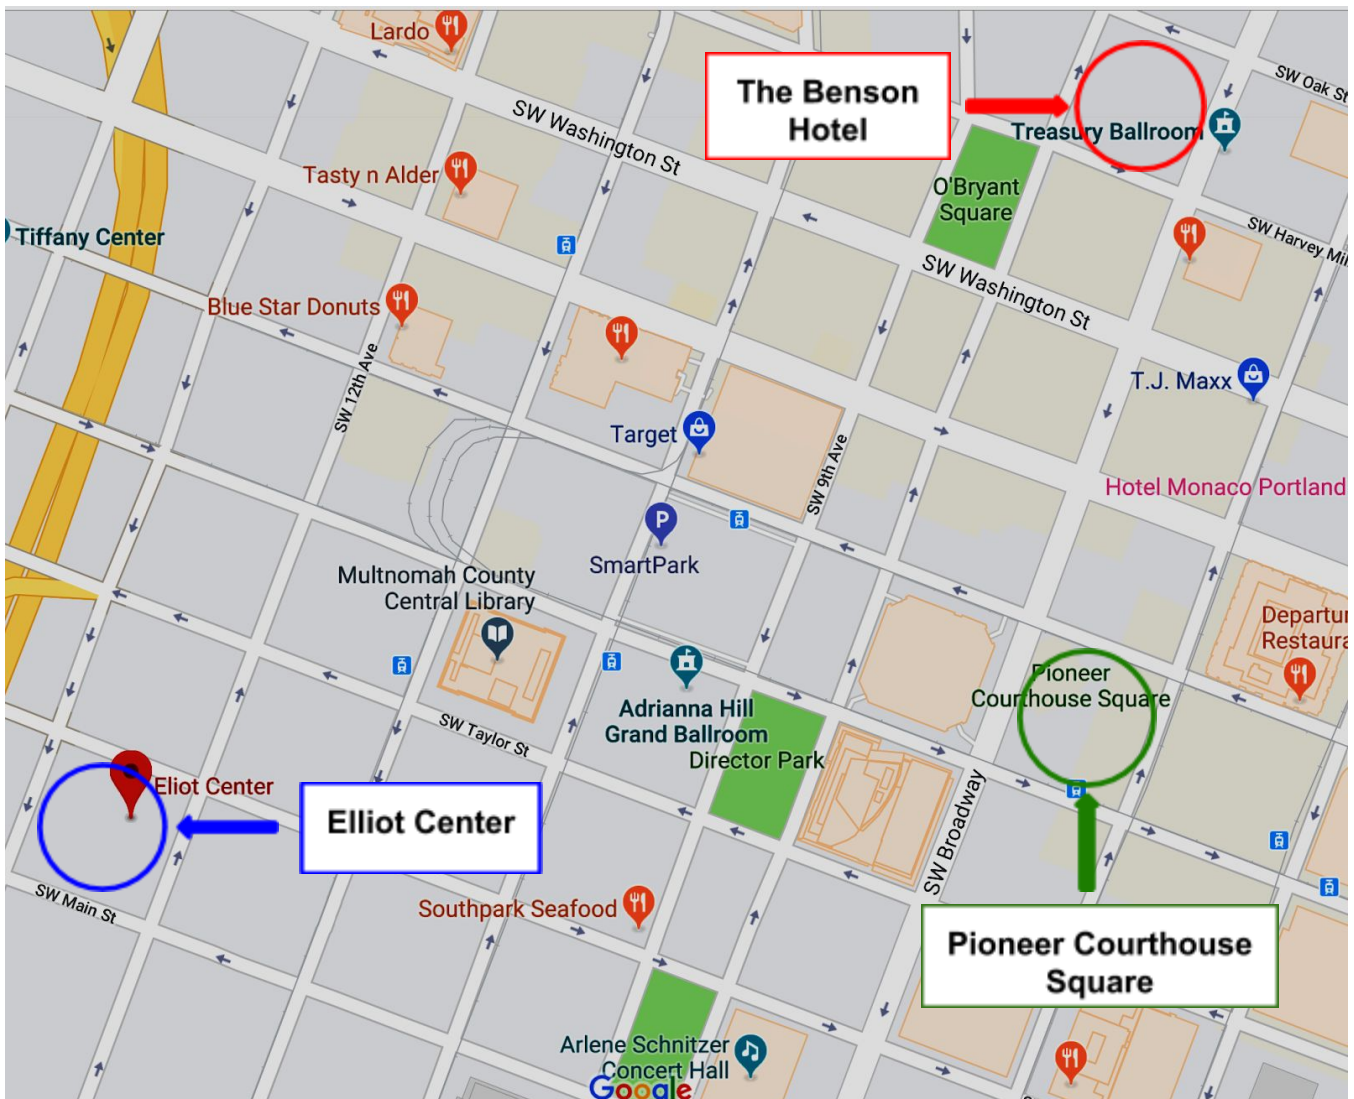 Lardo
SW Washington St
The Benson
Hotel
SW Oak St
Treasury Ballroom
Tasty n Alder
O'Bryant
Square
Tiffany Center
SW Harvey Mil
SW Washington St
Blue Star Donuts
SW 12th Ave
T.J. Maxx
Target
SW 9th Ave
Hotel Monaco Portland
P
SmartPark
Multnomah County
Central Library
Departur
Restaura
Pioneer
Courthouse Square
Adrianna Hill
Grand Ballroom
SW Taylor St
Director Park
Eliot Center
Elliot Center
SW Broadway
SW Main St
Southpark Seafood
Pioneer Courthouse
Square
Arlene Schnitzer
Concert Hall
Google